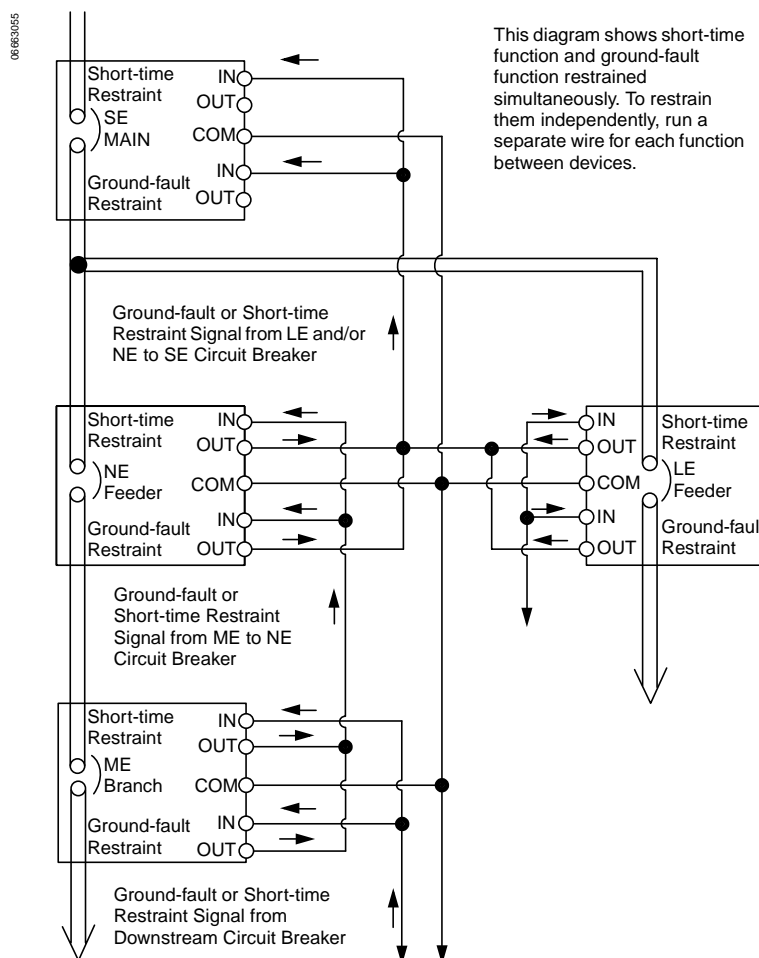 06663055
This diagram shows short-time
function and ground-fault
function restrained
simultaneously. To restrain
them independently, run a
separate wire for each function
between devices.
Short-time
Restraint
IN
OUT
SE
MAIN
COM
IN
Ground-fault
Restraint
OUT
Ground-fault or Short-time
Restraint Signal from LE and/or
NE to SE Circuit Breaker
Short-time
Restraint
IN
OUT
NE
Feeder
COM
IN
Ground-fault
Restraint
OUT
IN
Short-time
Restraint
OUT
COM
LE
Feeder
IN
Ground-fault
Restraint
OUT
Ground-fault or
Short-time Restraint
Signal from ME to NE
Circuit Breaker
Short-time
Restraint
IN
OUT
ME
Branch
COM
IN
Ground-fault
Restraint
OUT
Ground-fault or Short-time
Restraint Signal from
Downstream Circuit Breaker